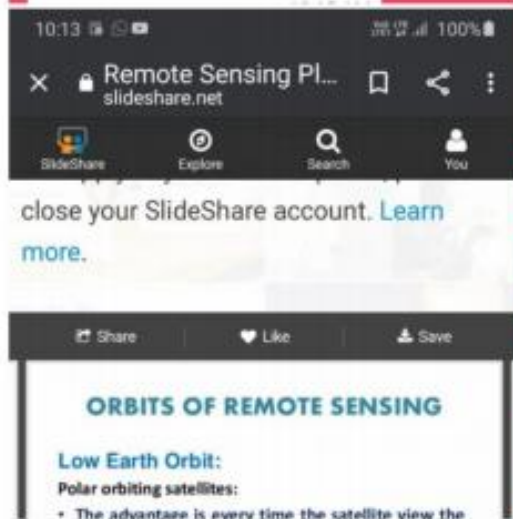 10:13
100%
Remote Sensing Pl...
slideshare.net
SlideShare
Explore
Search
You
close your SlideShare account. Learn
more.
Share
Like
Save
ORBITS OF REMOTE SENSING
Low Earth Orbit:
Polar orbiting satellites:
• The advantage is every time the satellite view the